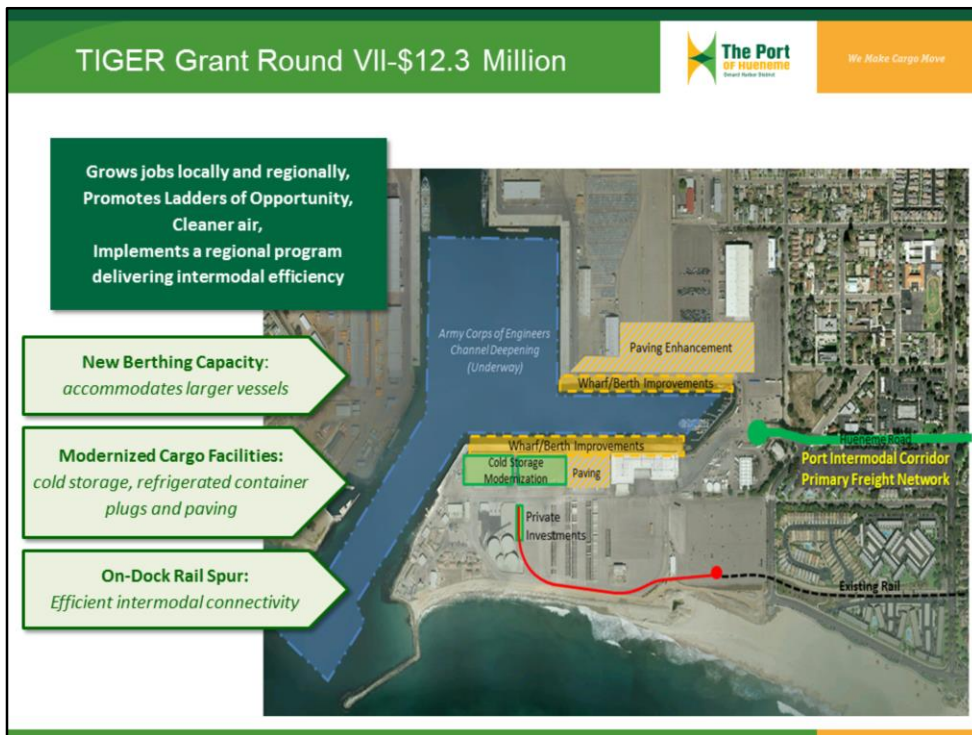 TIGER Grant Round VII-$12.3 Million
The Port
OF HUENEME
Oxnard Harbor District
We Make Cargo Move
Grows jobs locally and regionally,
Promotes Ladders of Opportunity,
Cleaner air,
Implements a regional program
delivering intermodal efficiency
New Berthing Capacity:
accommodates larger vessels
Modernized Cargo Facilities:
cold storage, refrigerated container
plugs and paving
On-Dock Rail Spur:
Efficient intermodal connectivity
Army Corps of Engineers
Channel Deepening
(Underway)
Paving Enhancement
Wharf/Berth Improvements
Wharf/Berth Improvements
Cold Storage
Modernization
Paving
Private
Investments
Hueneme Road
Port Intermodal Corridor
Primary Freight Network
Existing Rail